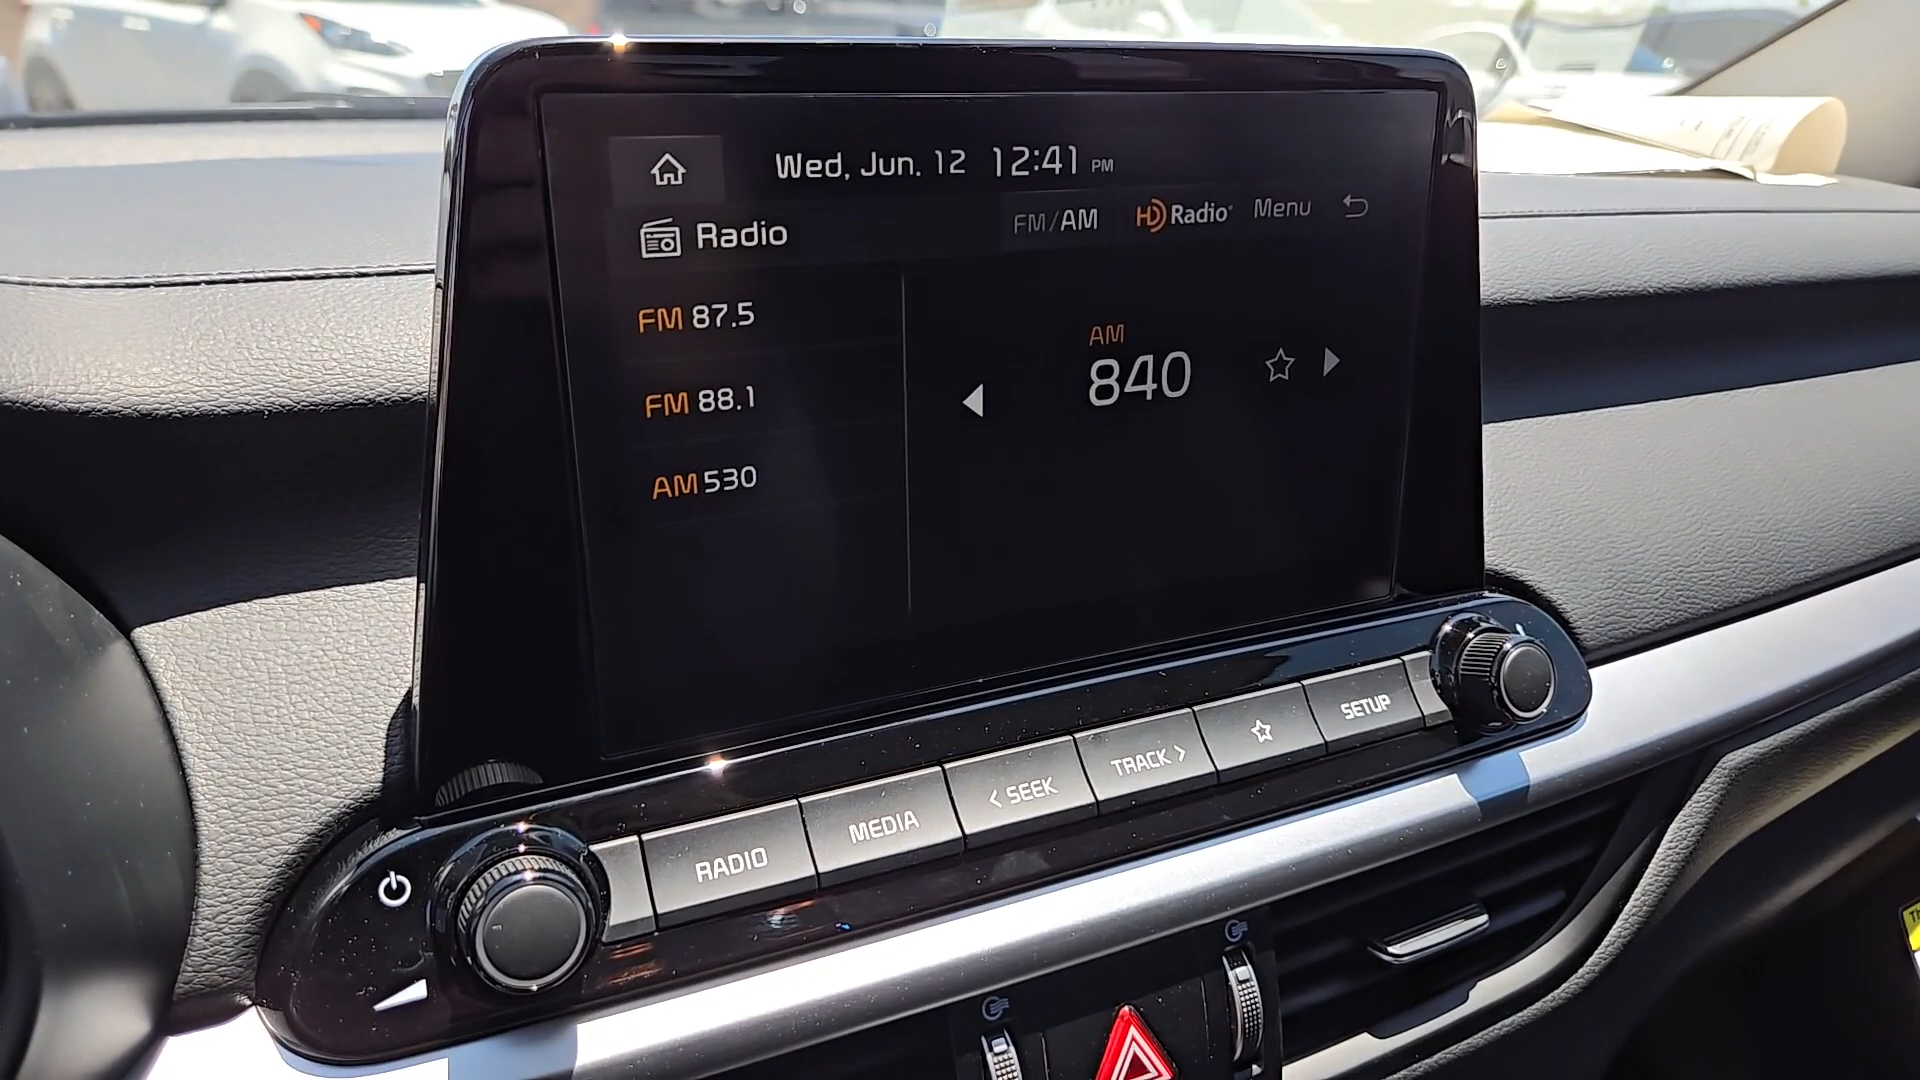 Wed, Jun. 12 12:41 PM
Radio
FM/AM HD Radio Menu
FM 87.5
FM 88.1
AM 530
AM
840
RADIO
MEDIA
< SEEK
TRACK >
SETUP